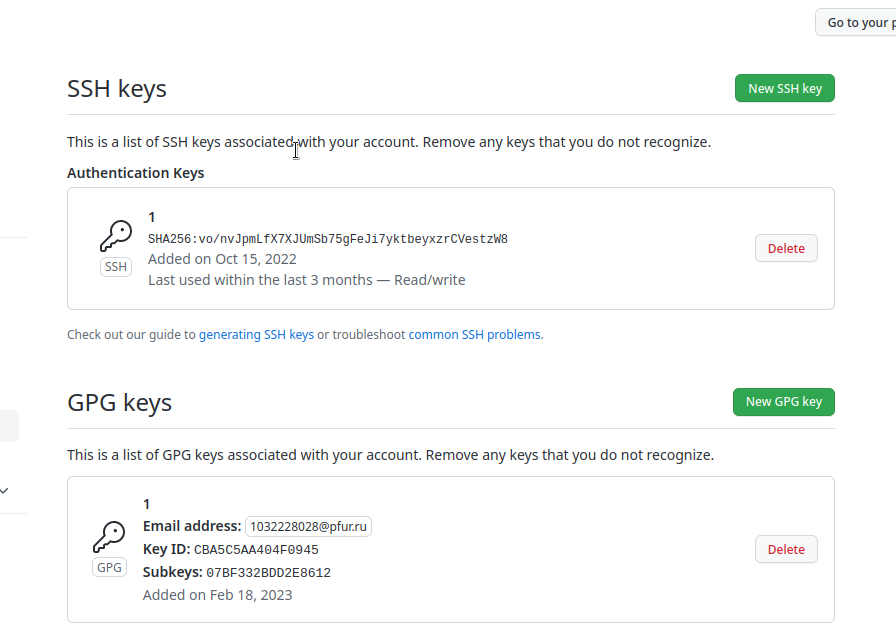 Go to your p
SSH keys
New SSH key
This is a list of SSH keys associated with your account. Remove any keys that you do not recognize.
Authentication Keys
1
SHA256:vo/nvJpmLfX7XJUmSb75gFeJi7yktbeyxzrCVestzW8
Added on Oct 15, 2022
Last used within the last 3 months — Read/write
SSH
Delete
Check out our guide to generating SSH keys or troubleshoot common SSH problems.
GPG keys
New GPG key
This is a list of GPG keys associated with your account. Remove any keys that you do not recognize.
1
Email address: 1032228028@pfur.ru
Key ID: CBA5C5AA404F0945
Subkeys: 07BF332BDD2E8612
Added on Feb 18, 2023
GPG
Delete